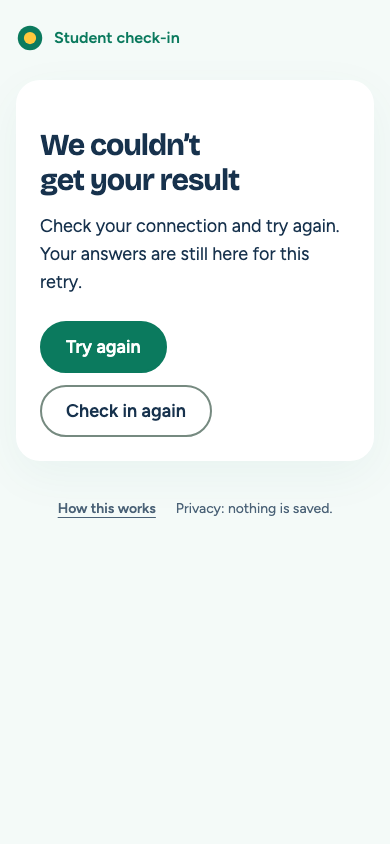 Student check-in
We couldn’t
get your result
Check your connection and try again.
Your answers are still here for this
retry.
Try again
Check in again
How this works
Privacy: nothing is saved.